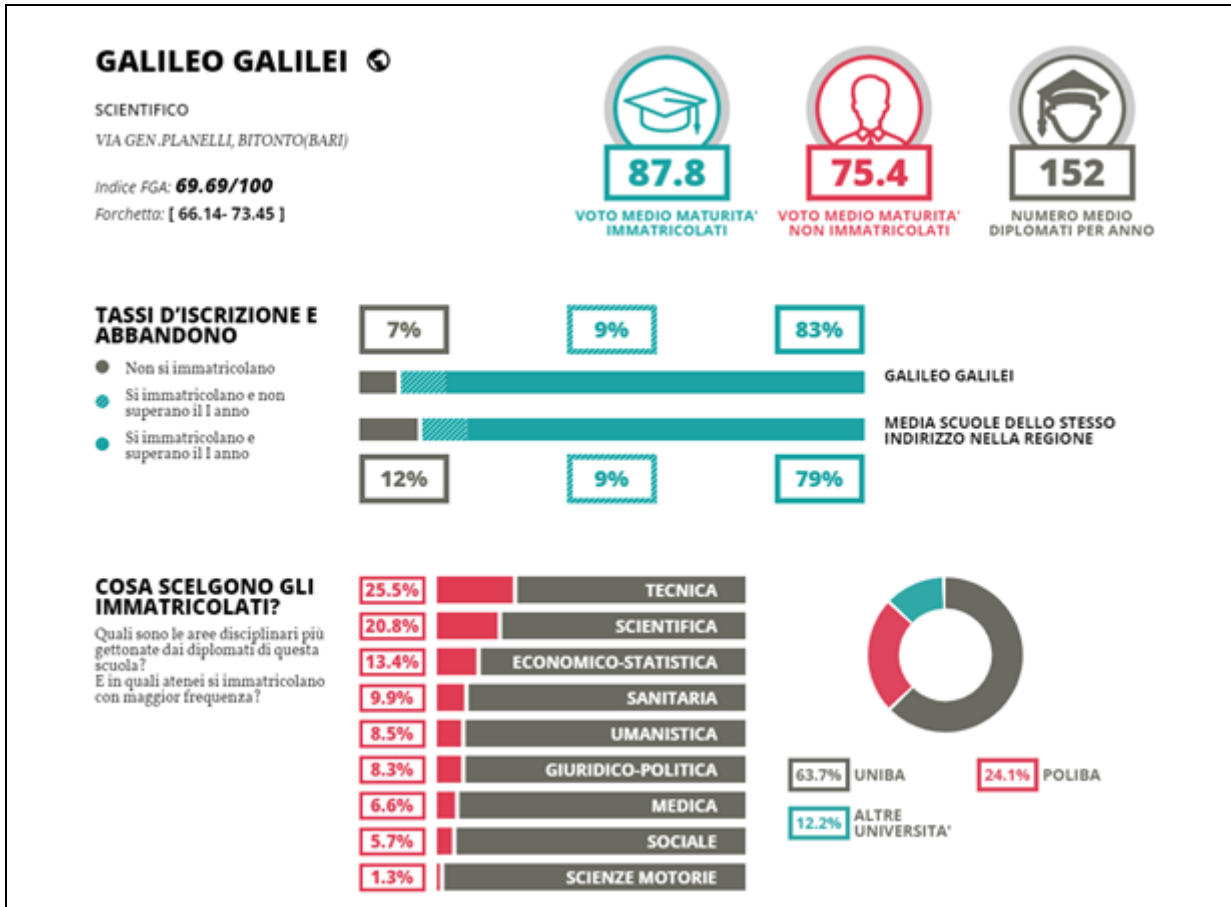 GALILEO GALILEI
SCIENTIFICO
VIA GEN.PLANELLI, BITONTO(BARI)
Indice FGA: 69.69/100
Forchetta: [ 66.14- 73.45 ]
87.8
VOTO MEDIO MATURITA'
IMMATRICOLATI
75.4
VOTO MEDIO MATURITA'
NON IMMATRICOLATI
152
NUMERO MEDIO
DIPLOMATI PER ANNO
TASSI D'ISCRIZIONE E
ABBANDONO
Non si immatricolano
Si immatricolano e non
superano il I anno
Si immatricolano e
superano il I anno
7%
9%
83%
GALILEO GALILEI
MEDIA SCUOLE DELLO STESSO
INDIRIZZO NELLA REGIONE
12%
9%
79%
COSA SCELGONO GLI
IMMATRICOLATI?
Quali sono le aree disciplinari più
gettonate dai diplomati di questa
scuola?
E in quali atenei si immatricolano
con maggior frequenza?
25.5% TECNICA
20.8% SCIENTIFICA
13.4% ECONOMICO-STATISTICA
9.9% SANITARIA
8.5% UMANISTICA
8.3% GIURIDICO-POLITICA
6.6% MEDICA
5.7% SOCIALE
1.3% SCIENZE MOTORIE
63.7% UNIBA
24.1% POLIBA
12.2% ALTRE
UNIVERSITA'